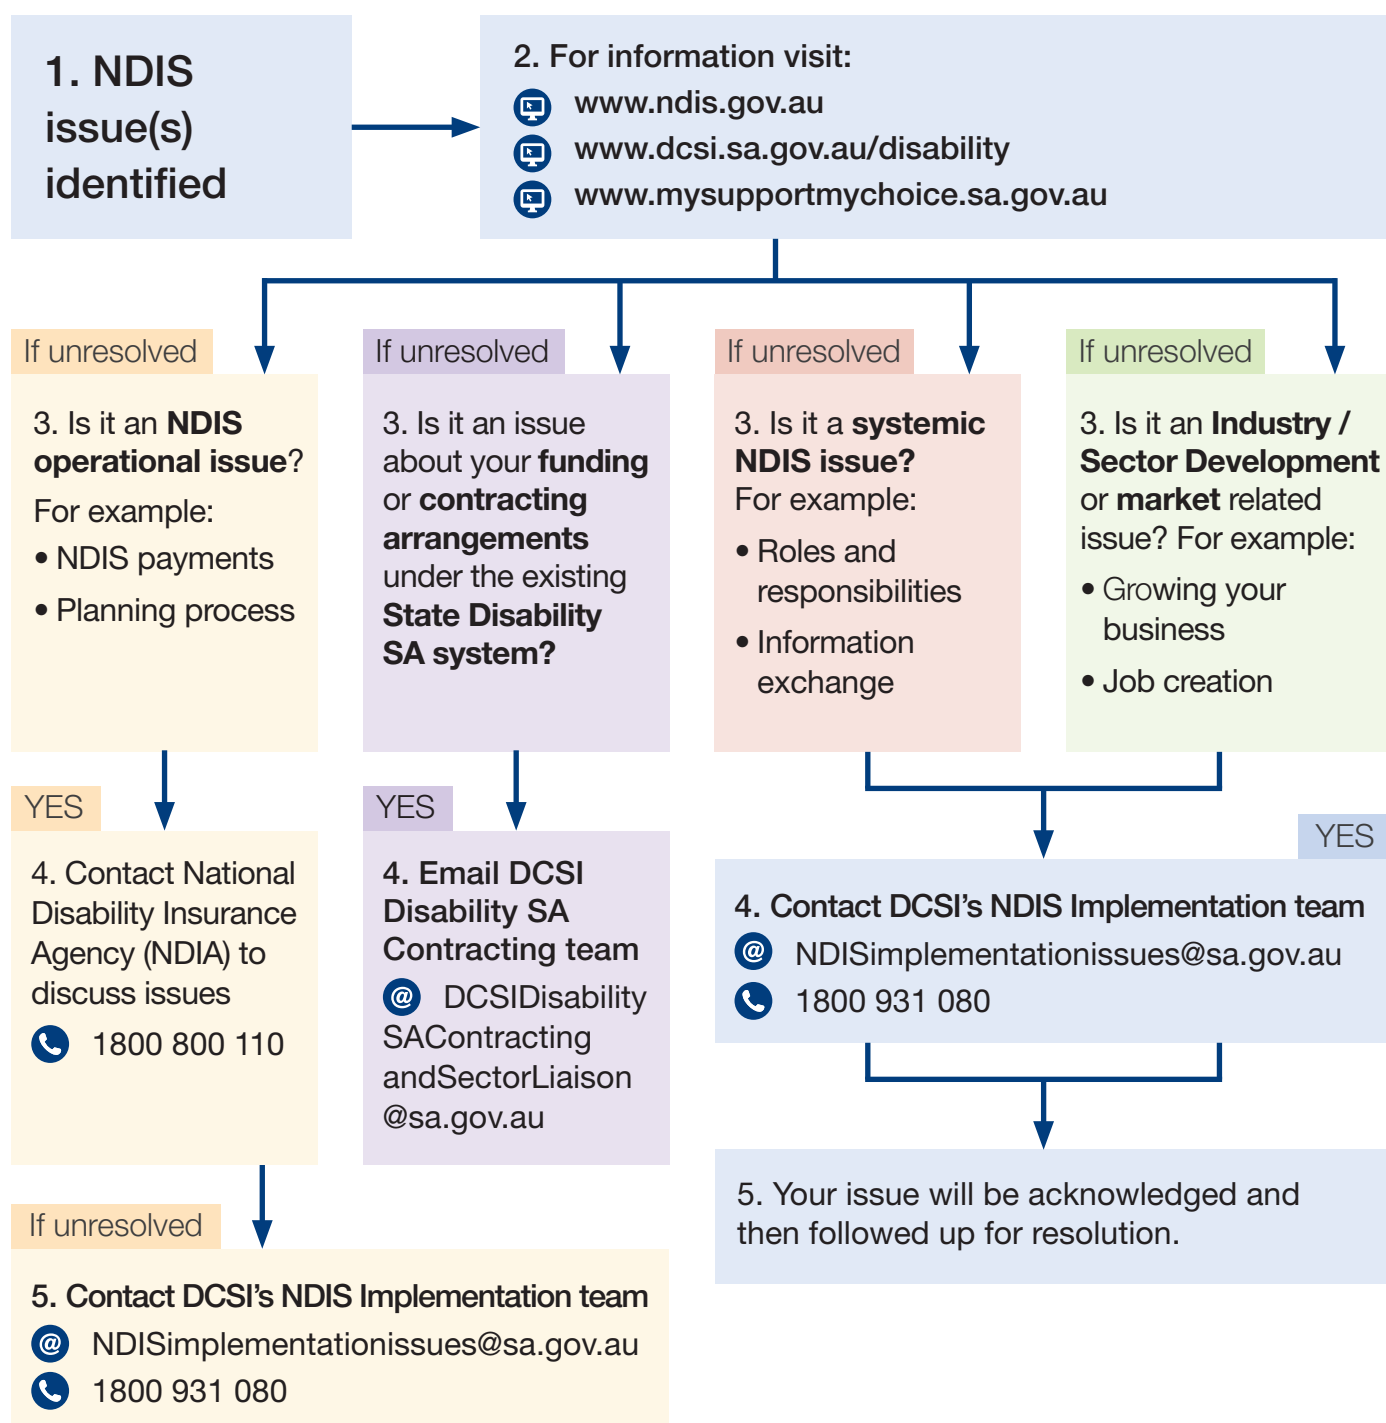 1. NDIS
issue(s)
identified
2. For information visit:
www.ndis.gov.au
www.dcsi.sa.gov.au/disability
www.mysupportmychoice.sa.gov.au
If unresolved
3. Is it an NDIS
operational issue?
For example:
• NDIS payments
• Planning process
YES
4. Contact National
Disability Insurance
Agency (NDIA) to
discuss issues
1800 800 110
If unresolved
5. Contact DCSI's NDIS Implementation team
@ NDISimplementationissues@sa.gov.au
1800 931 080
If unresolved
3. Is it an issue
about your funding
or contracting
arrangements
under the existing
State Disability
SA system?
YES
4. Email DCSI
Disability SA
Contracting team
@ DCSIDisability
SAContracting
andSectorLiaison
@sa.gov.au
If unresolved
3. Is it a systemic
NDIS issue?
For example:
• Roles and
responsibilities
• Information
exchange
If unresolved
3. Is it an Industry /
Sector Development
or market related
issue? For example:
• Growing your
business
• Job creation
YES
4. Contact DCSI's NDIS Implementation team
@ NDISimplementationissues@sa.gov.au
1800 931 080
5. Your issue will be acknowledged and
then followed up for resolution.